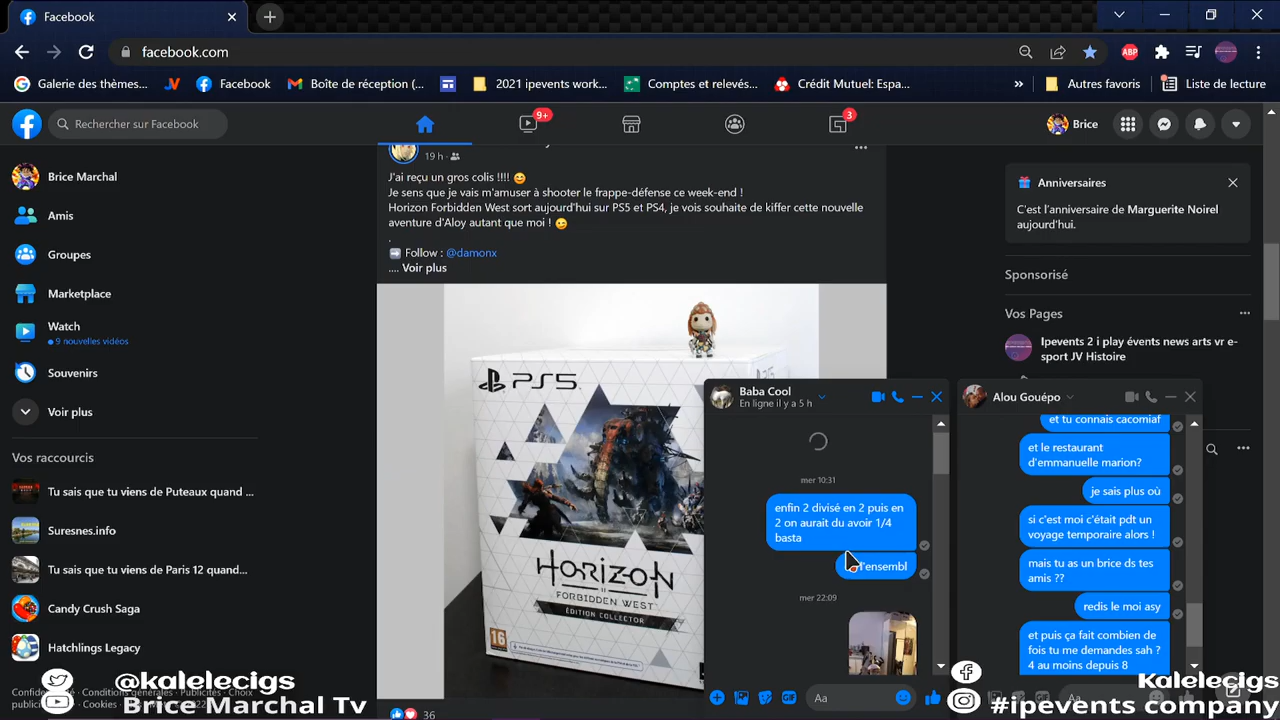 Facebook
facebook.com
Galerie des thèmes...
Facebook
Boîte de réception (...
2021 ipevents work...
Comptes et relevés...
Crédit Mutuel: Espa...
»
Autres favoris
Liste de lecture
ABP
Rechercher sur Facebook
9+
3
Brice
Brice Marchal
Amis
Groupes
Marketplace
Watch
9 nouvelles vidéos
Souvenirs
Voir plus
Vos raccourcis
Tu sais que tu viens de Puteaux quand ...
Suresnes.info
Tu sais que tu viens de Paris 12 quand...
Candy Crush Saga
Hatchlings Legacy
Conditions générales · Publicités · Choix
· Cookies ·
@kalelecigs
Brice Marchal Tv
19 h ·
J'ai reçu un gros colis !!!! 😊
Je sens que je vais m'amuser à shooter le frappe-défense ce week-end !
Horizon Forbidden West sort aujourd'hui sur PS5 et PS4, je vois souhaite de kiffer cette nouvelle
aventure d'Aloy autant que moi ! 😉
.
➡️ Follow : @damonx
.... Voir plus
PS5
HORIZON
FORBIDDEN WEST
ÉDITION COLLECTOR
16
36
Baba Cool
En ligne il y a 5 h
mer 10:31
enfin 2 divisé en 2 puis en
2 on aurait du avoir 1/4
basta
l'ensembl
mer 22:09
GIF
Aa
Anniversaires
C'est l'anniversaire de Marguerite Noirel
aujourd'hui.
Sponsorisé
Vos Pages
Ipevents 2 i play évents news arts vr e-
sport JV Histoire
Alou Gouépo
et tu connais cacomiaf
et le restaurant
d'emmanuelle marion?
je sais plus où
si c'est moi c'était pdt un
voyage temporaire alors !
mais tu as un brice ds tes
amis ??
redis le moi asy
et puis ça fait combien de
fois tu me demandes sah ?
4 au moins depuis 8
Aa
Kalelecigs
#ipevents company